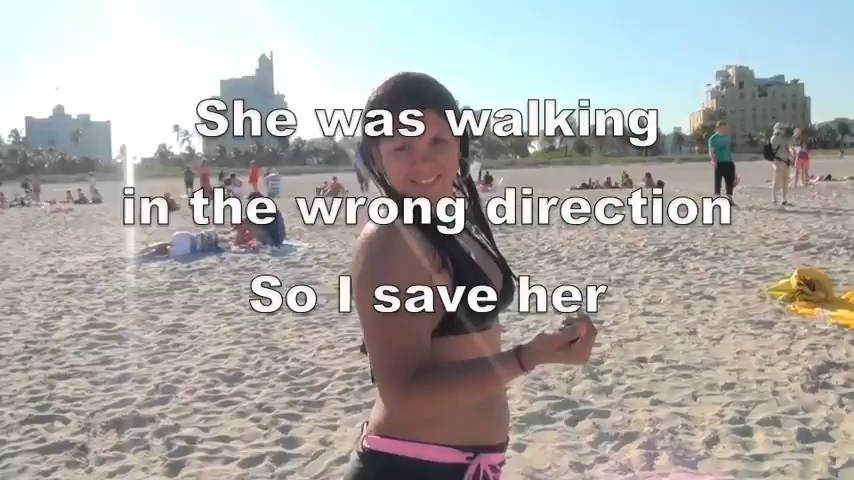 She was walking
in the wrong direction
So I save her